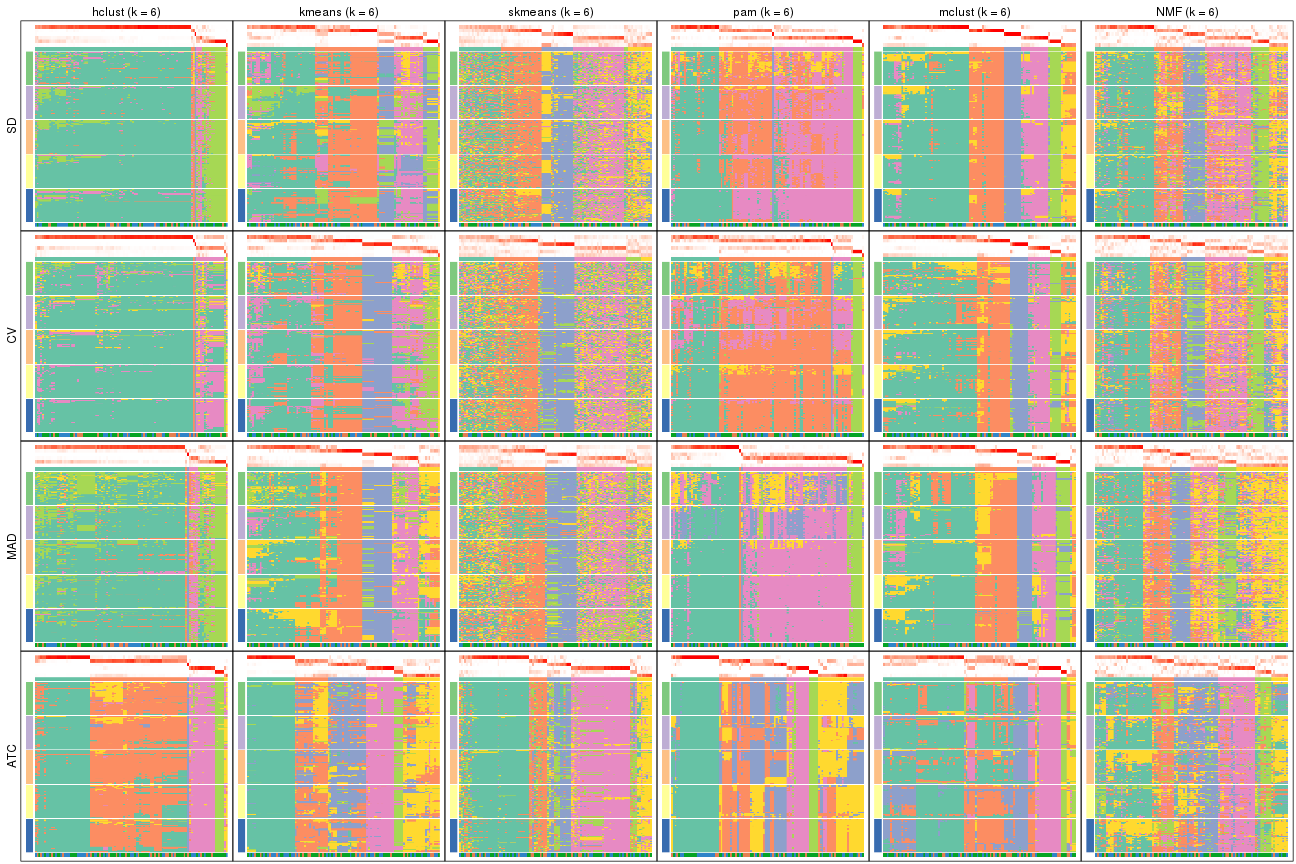 hclust (k = 6) kmeans (k = 6) skmeans (k = 6) pam (k = 6) mclust (k = 6) NMF (k = 6)
SD
CV
MAD
ATC